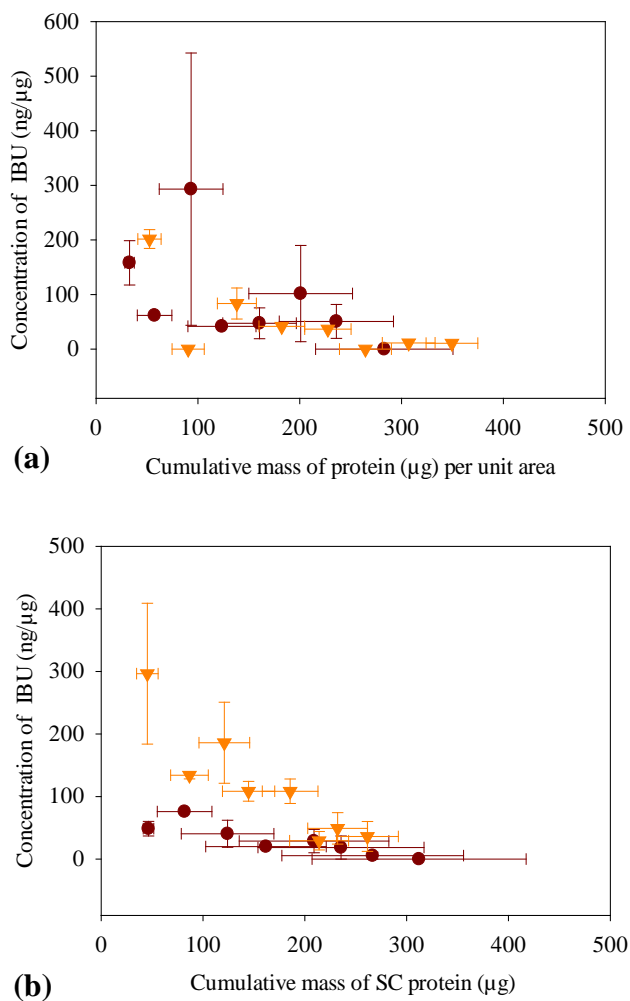 600
500
400
300
200
100
0
Concentration of IBU (ng/µg)
0 100 200 300 400 500
(a) Cumulative mass of protein (µg) per unit area
500
400
300
200
100
0
Concentration of IBU (ng/µg)
0 100 200 300 400 500
(b) Cumulative mass of SC protein (µg)